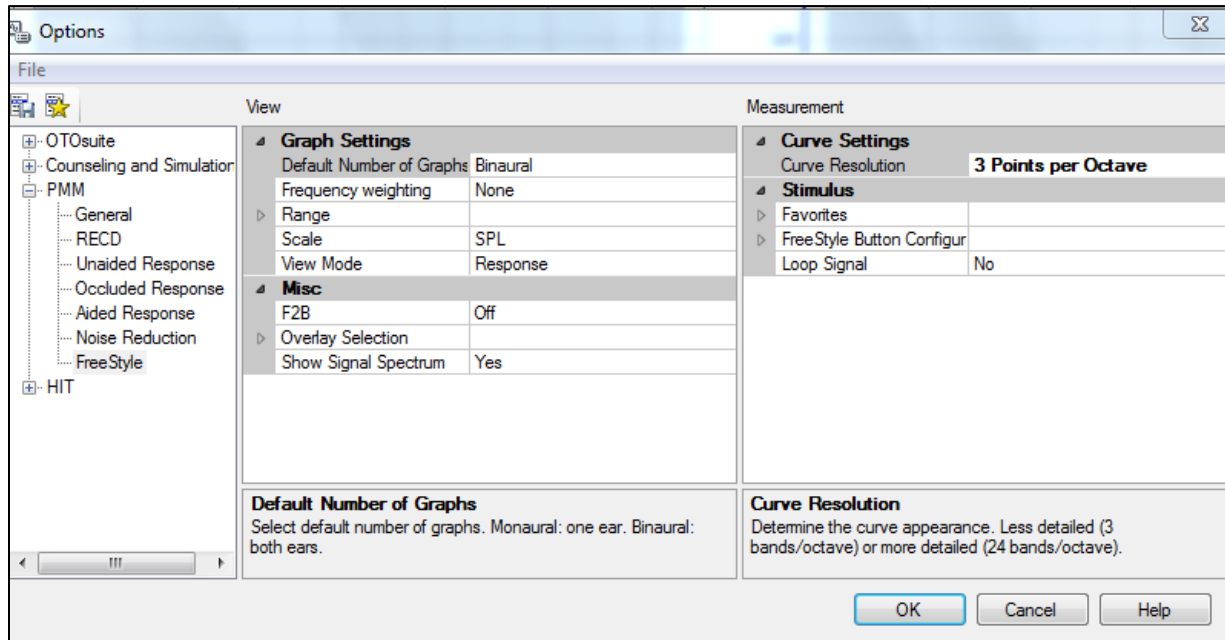 Options
File
View
Measurement
OTOsuite
Counseling and Simulation
PMM
General
RECD
Unaided Response
Occluded Response
Aided Response
Noise Reduction
FreeStyle
HIT
Graph Settings
Default Number of Graphs Binaural
Frequency weighting None
Range
Scale SPL
View Mode Response
Misc
F2B Off
Overlay Selection
Show Signal Spectrum Yes
Default Number of Graphs
Select default number of graphs. Monaural: one ear. Binaural:
both ears.
Curve Settings
Curve Resolution 3 Points per Octave
Stimulus
Favorites
FreeStyle Button Configur
Loop Signal No
Curve Resolution
Determine the curve appearance. Less detailed (3
bands/octave) or more detailed (24 bands/octave).
OK Cancel Help